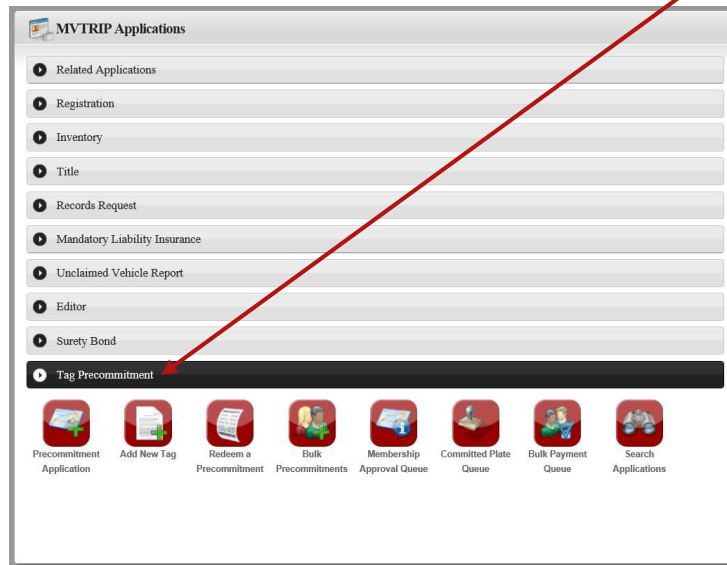 MVTRIP Applications
Related Applications
Registration
Inventory
Title
Records Request
Mandatory Liability Insurance
Unclaimed Vehicle Report
Editor
Surety Bond
Tag Precommitment
Precommitment Application
Add New Tag
Redeem a Precommitment
Bulk Precommitments
Membership Approval Queue
Committed Plate Queue
Bulk Payment Queue
Search Applications